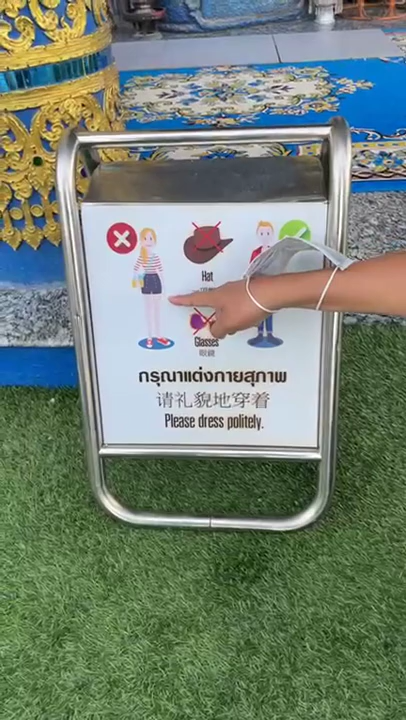 Hat
Glasses
眼鏡
กรุณาแต่งกายสุภาพ
请礼貌地穿着
Please dress politely.